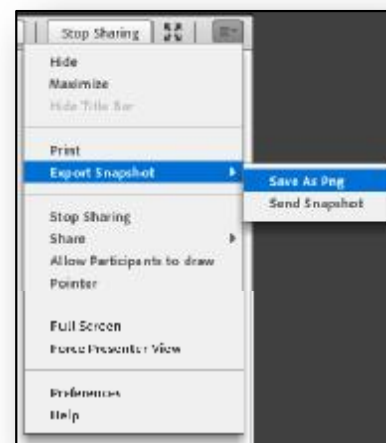 Stop Sharing
Hide
Maximize
Hide Title Bar
Print
Export Snapshot
Save As Png
Send Snapshot
Stop Sharing
Share
Allow Participants to draw
Pointer
Full Screen
Force Presenter View
Preferences
Help